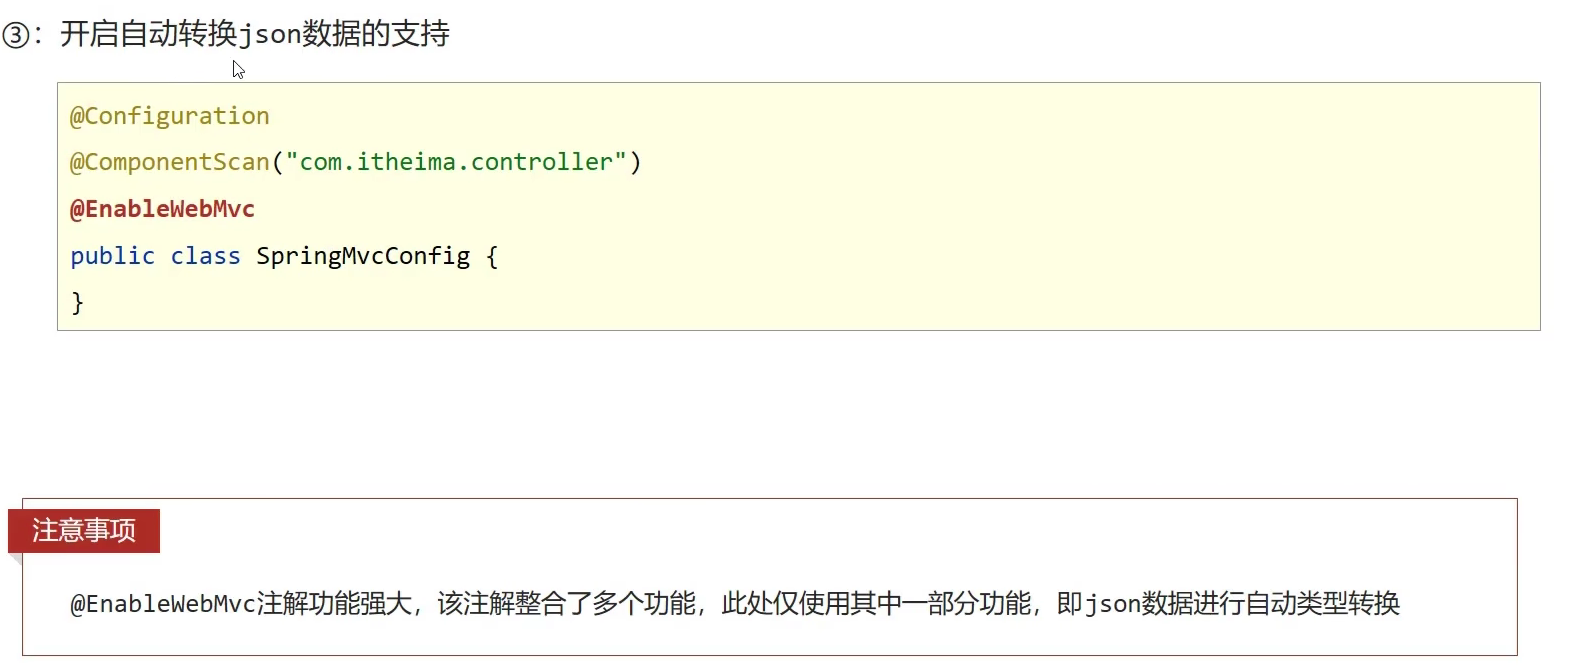 ③：开启自动转换json数据的支持
@Configuration
@ComponentScan("com.itheima.controller")
@EnableWebMvc
public class SpringMvcConfig {
}
注意事项
@EnableWebMvc注解功能强大，该注解整合了多个功能，此处仅使用其中一部分功能，即json数据进行自动类型转换